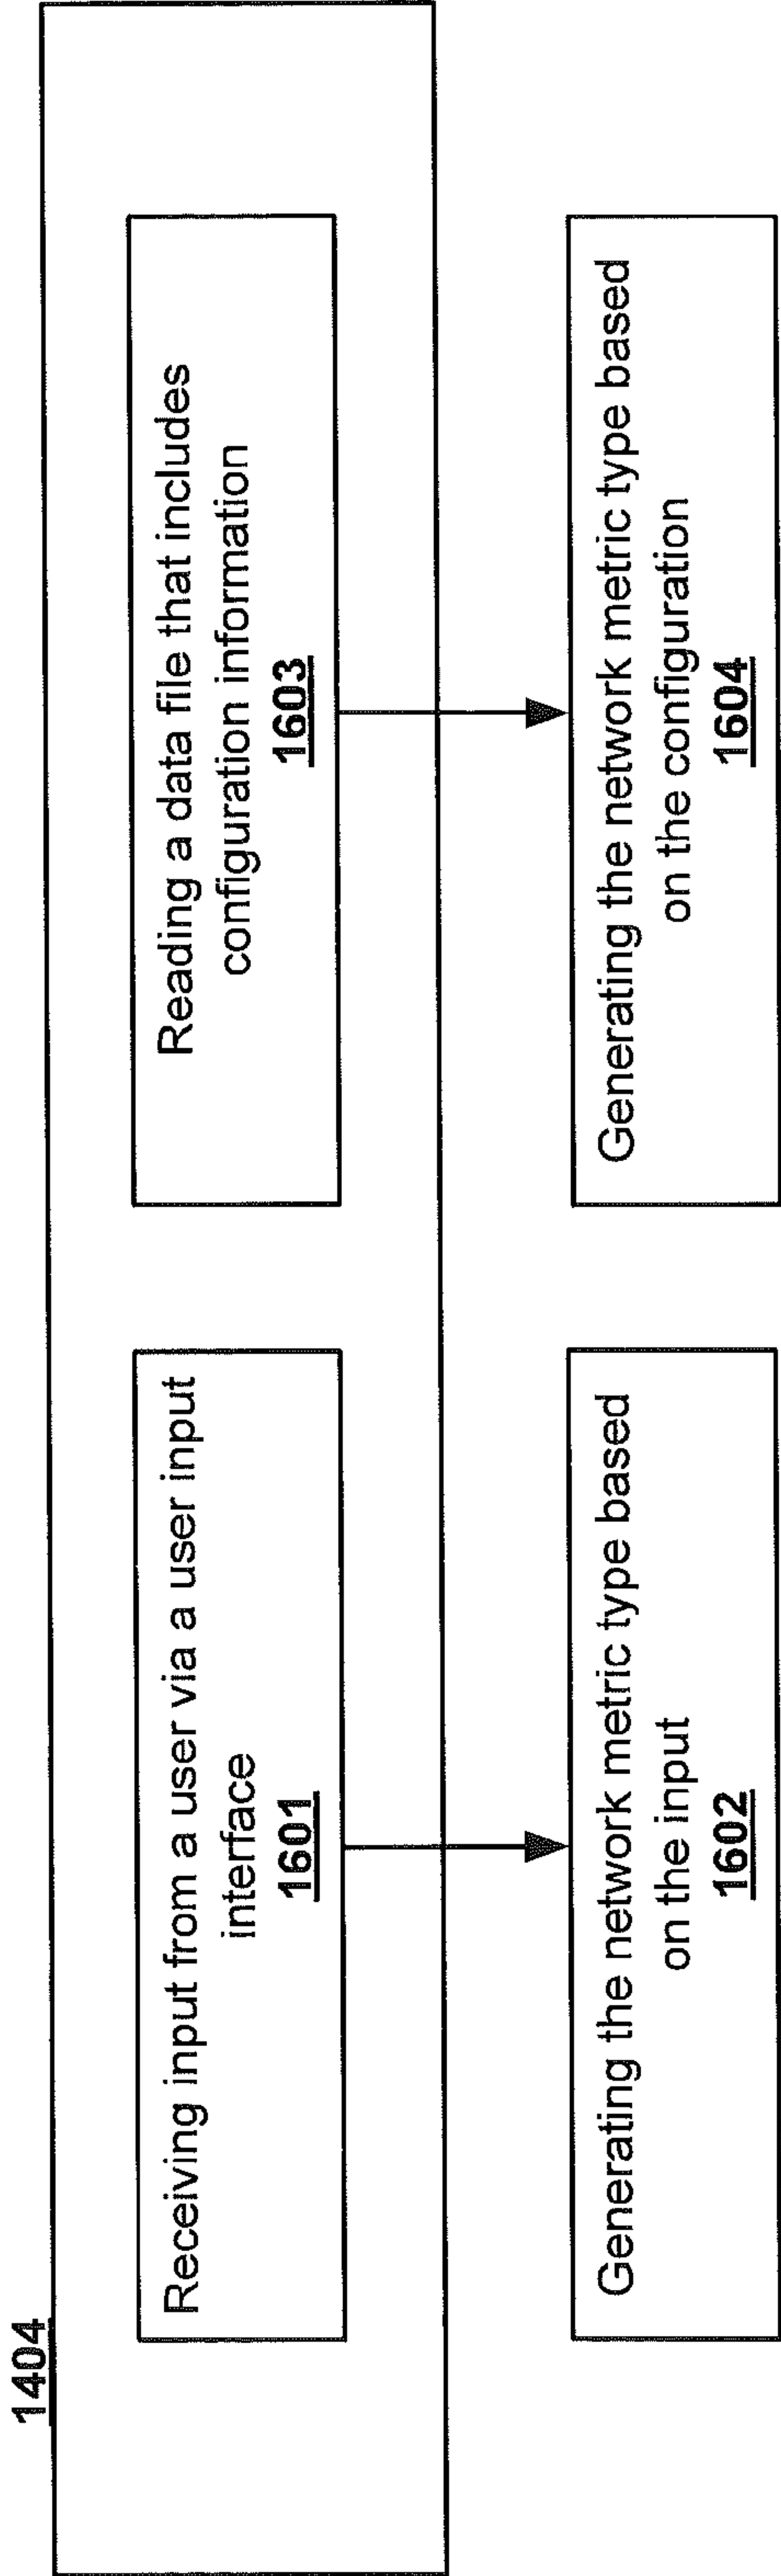 1404
Receiving input from a user via a user input
interface
1601
Reading a data file that includes
configuration information
1603
Generating the network metric type based
on the input
1602
Generating the network metric type based
on the configuration
1604